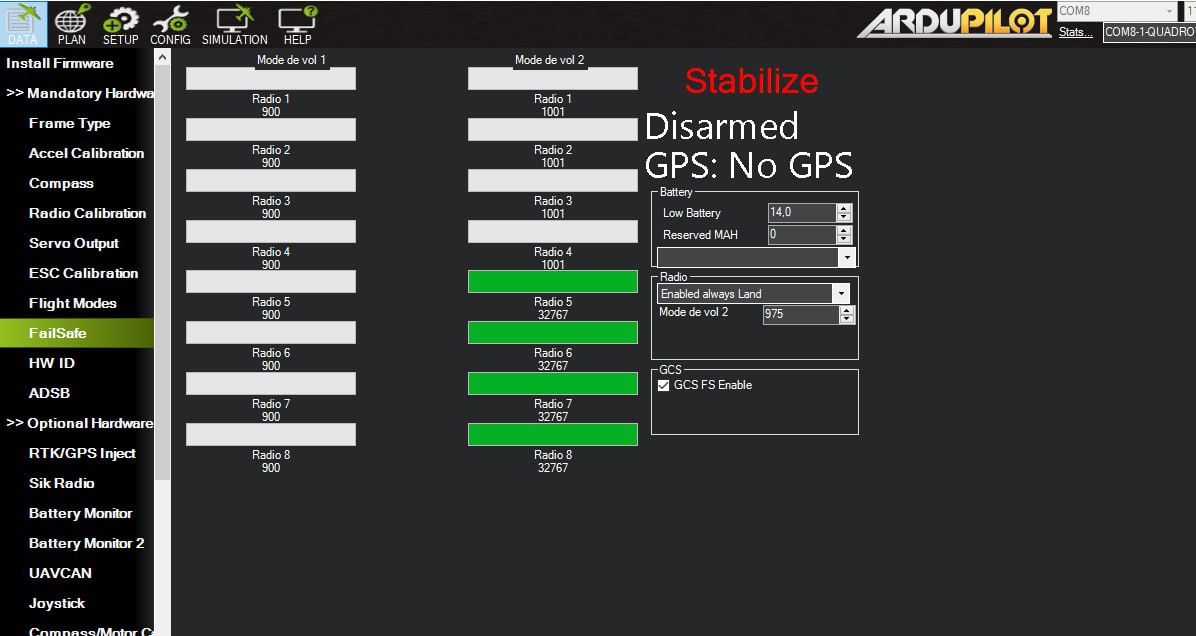 DATA PLAN SETUP CONFIG SIMULATION HELP
ARDUPILOT
COM8
Stats...
COM8-1-QUADRO
Install Firmware
>> Mandatory Hardwa
Frame Type
Accel Calibration
Compass
Radio Calibration
Servo Output
ESC Calibration
Flight Modes
FailSafe
HW ID
ADSB
>> Optional Hardware
RTK/GPS Inject
Sik Radio
Battery Monitor
Battery Monitor 2
UAVCAN
Joystick
Compass/Motor Ca
Mode de vol 1
Radio 1
900
Radio 2
900
Radio 3
900
Radio 4
900
Radio 5
900
Radio 6
900
Radio 7
900
Radio 8
900
Mode de vol 2
Radio 1
1001
Radio 2
1001
Radio 3
1001
Radio 4
1001
Radio 5
32767
Radio 6
32767
Radio 7
32767
Radio 8
32767
Stabilize
Disarmed
GPS: No GPS
Battery
Low Battery 14,0
Reserved MAH 0
Radio
Enabled always Land
Mode de vol 2 975
GCS
GCS FS Enable